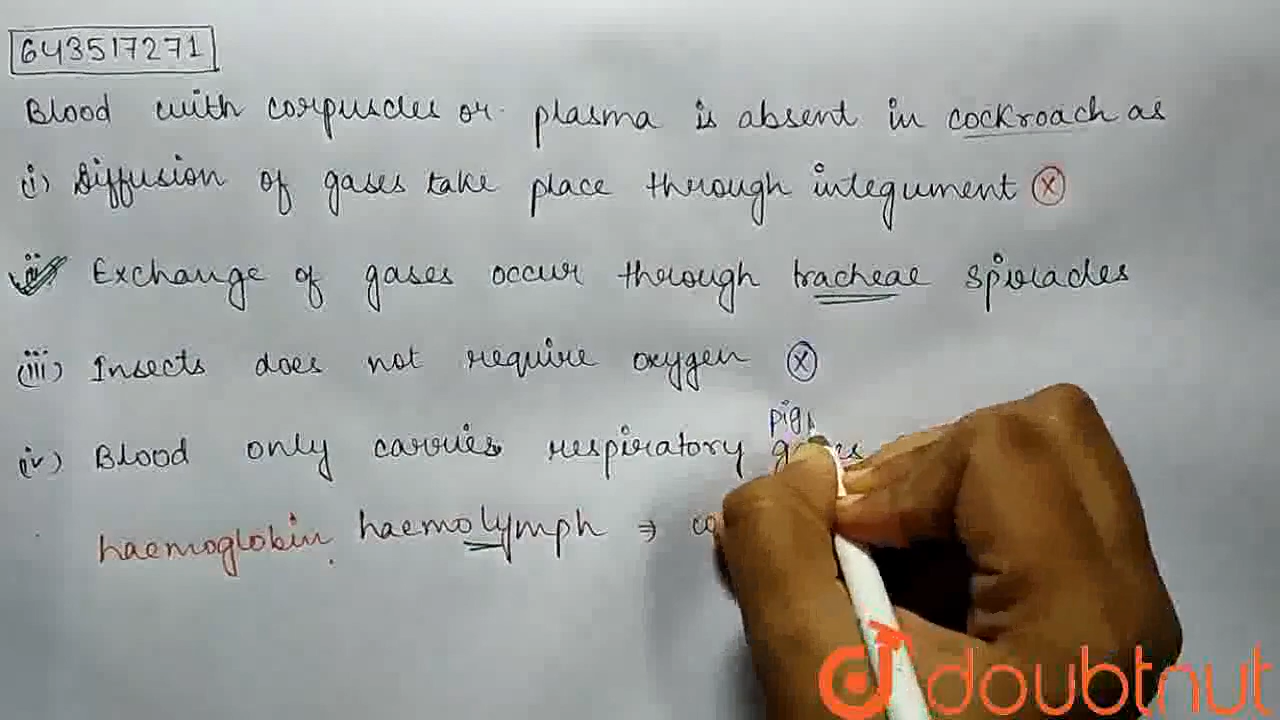 643517271
Blood with corpuscles or plasma is absent in cockroach as
(i) Diffusion of gases take place through integument (x)
(ii) Exchange of gases occur through tracheae spiracles
(iii) Insects does not require oxygen (x)
pig
(iv) Blood only carries respiratory
haemoglobin. haemolymph ⇒
doubtnut